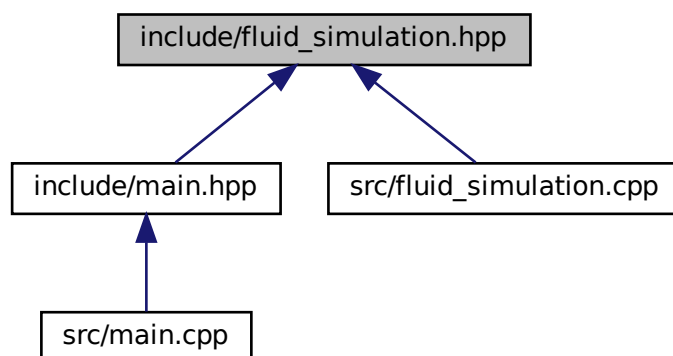 include/fluid_simulation.hpp
include/main.hpp
src/fluid_simulation.cpp
src/main.cpp